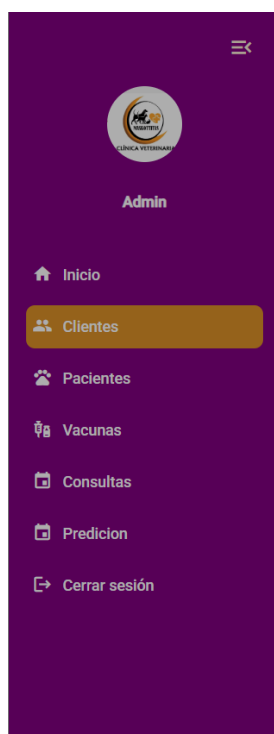 CLÍNICA VETERINARIA
Admin
Inicio
Clientes
Pacientes
Vacunas
Consultas
Predicion
Cerrar sesión